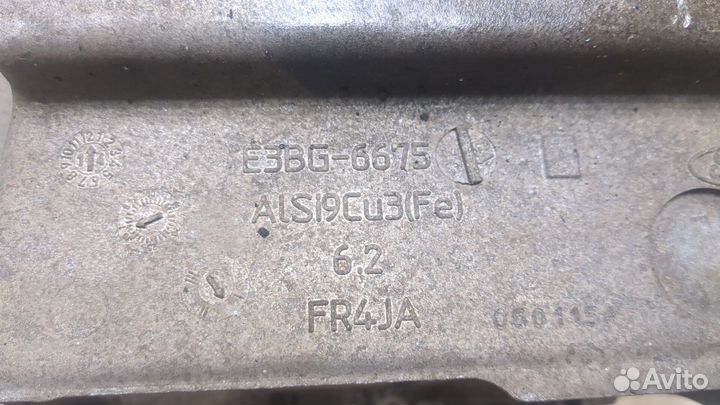 E3BG-6675
AlSi9Cu3(Fe)
6.2
FR4JA
Avito